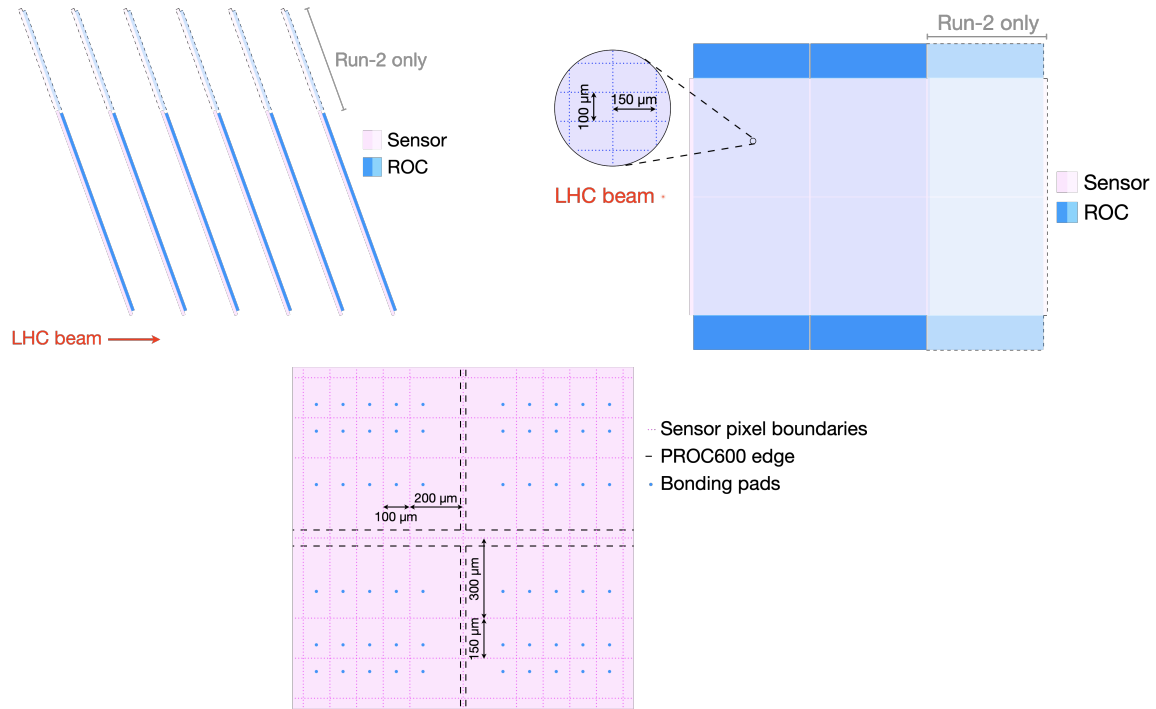 Run-2 only
Sensor
ROC
LHC beam
Run-2 only
100 µm
150 µm
LHC beam
Sensor
ROC
200 µm
100 µm
300 µm
150 µm
Sensor pixel boundaries
PROC600 edge
Bonding pads